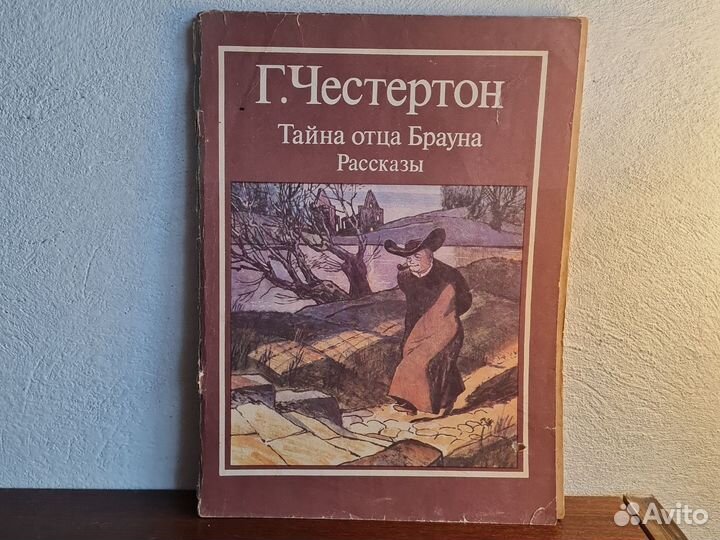 Г. Честертон
Тайна отца Брауна
Рассказы
Avito